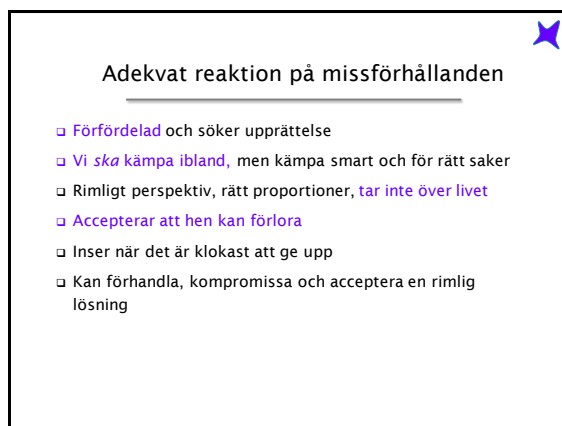 Adekvat reaktion på missförhållanden
Förfördelad och söker upprättelse
Vi ska kämpa ibland, men kämpa smart och för rätt saker
Rimligt perspektiv, rätt proportioner, tar inte över livet
Accepterar att hen kan förlora
Inser när det är klokast att ge upp
Kan förhandla, kompromissa och acceptera en rimlig
lösning